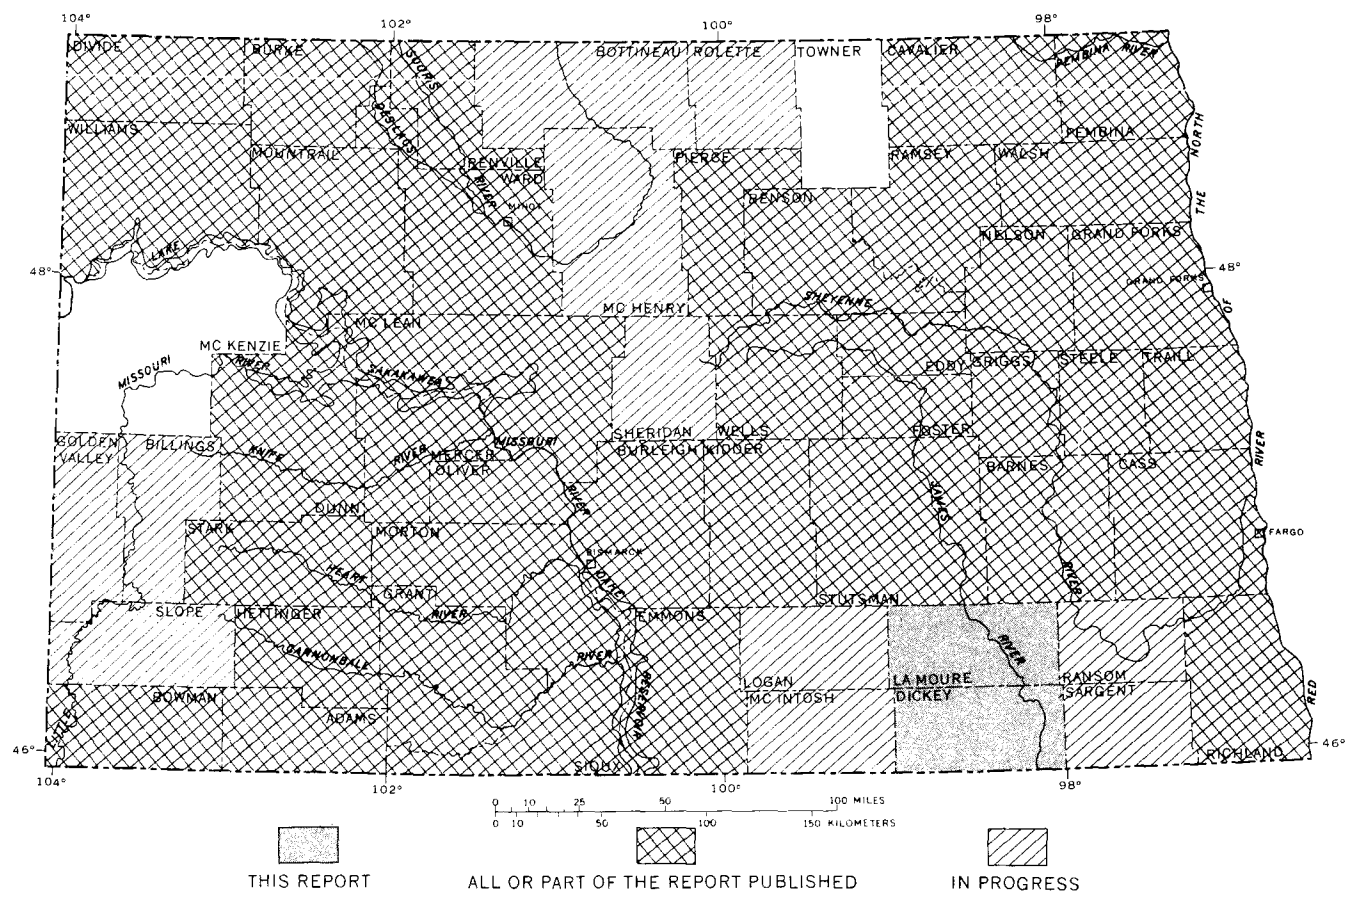 104°
102°
100°
98°
DIVIDE
BURKE
SOURIS
BOTTINEAU
ROLETTE
TOWNER
CAVALIER
PEMBINA RIVER
DES LACS
WILLIAMS
PEMBINA
NORTH
MOUNTRAIL
RENVILLE
PIERCE
RAMSEY
WALSH
WARD
RIVER
MINOT
BENSON
THE
NELSON
GRAND FORKS
LAKE
48°
48°
GRAND FORKS
MC HENRY
SHEYENNE
OF
MC LEAN
MC KENZIE
RIVER
EDDY
GRIGGS
STEELE
TRAILL
MISSOURI
SAKAKAWEA
GOLDEN
VALLEY
BILLINGS
KNIFE
RIVER
MERCER
OLIVER
MISSOURI
SHERIDAN
WELLS
FOSTER
BURLEIGH
KIDDER
BARNES
CASS
RIVER
DUNN
RIVER
JAMES
STARK
MORTON
FARGO
BISMARCK
HEART
OAHE
RIVER
GRANT
STUTSMAN
SLOPE
HETTINGER
RIVER
EMMONS
CANNONBALL
RIVER
RIVER
LOGAN
LA MOURE
RANSOM
RESERVOIR
MC INTOSH
DICKEY
SARGENT
RED
BOWMAN
LITTLE
ADAMS
46°
46°
SIOUX
RICHLAND
104°
102°
100°
98°
0 10 25 50 100 MILES
0 10 50 100 150 KILOMETERS
THIS REPORT
ALL OR PART OF THE REPORT PUBLISHED
IN PROGRESS